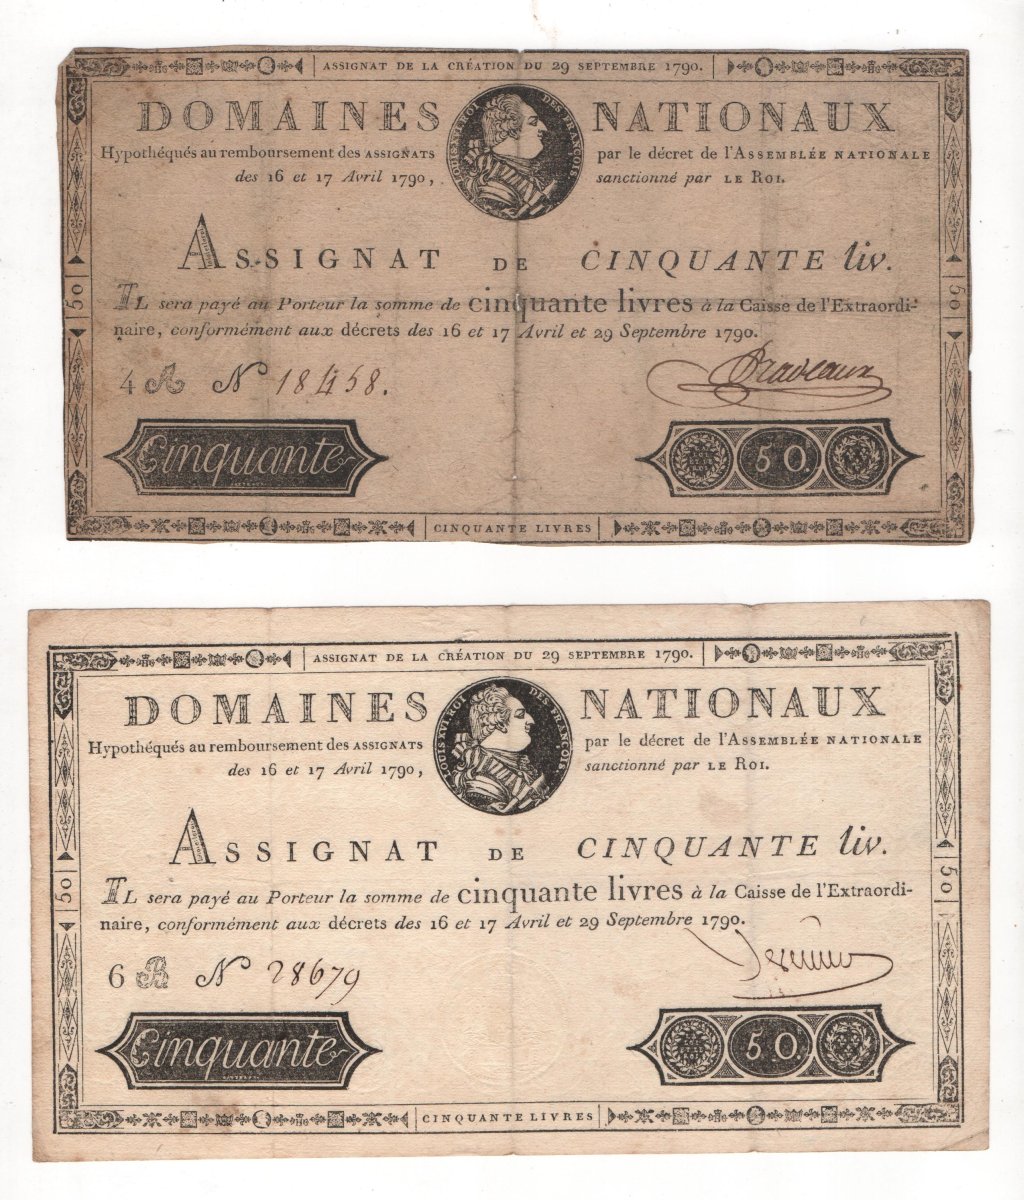 ASSIGNAT DE LA CRÉATION DU 29 SEPTEMBRE 1790.
DOMAINES NATIONAUX
LOUIS XVI ROI DES FRANÇOIS
Hypothéqués au remboursement des ASSIGNATS par le décret de l'ASSEMBLÉE NATIONALE
des 16 et 17 Avril 1790, sanctionné par LE ROI.
ASSIGNAT DE CINQUANTE liv.
IL sera payé au Porteur la somme de cinquante livres à la Caisse de l'Extraordi-
naire, conformément aux décrets des 16 et 17 Avril et 29 Septembre 1790.
50
50
4 A N 18458.
Cinquante
50.
CINQUANTE LIVRES
ASSIGNAT DE LA CRÉATION DU 29 SEPTEMBRE 1790.
DOMAINES NATIONAUX
LOUIS XVI ROI DES FRANÇOIS
Hypothéqués au remboursement des ASSIGNATS par le décret de l'ASSEMBLÉE NATIONALE
des 16 et 17 Avril 1790, sanctionné par LE ROI.
ASSIGNAT DE CINQUANTE liv.
IL sera payé au Porteur la somme de cinquante livres à la Caisse de l'Extraordi-
naire, conformément aux décrets des 16 et 17 Avril et 29 Septembre 1790.
50
50
6 B N 28679
Cinquante
50.
CINQUANTE LIVRES